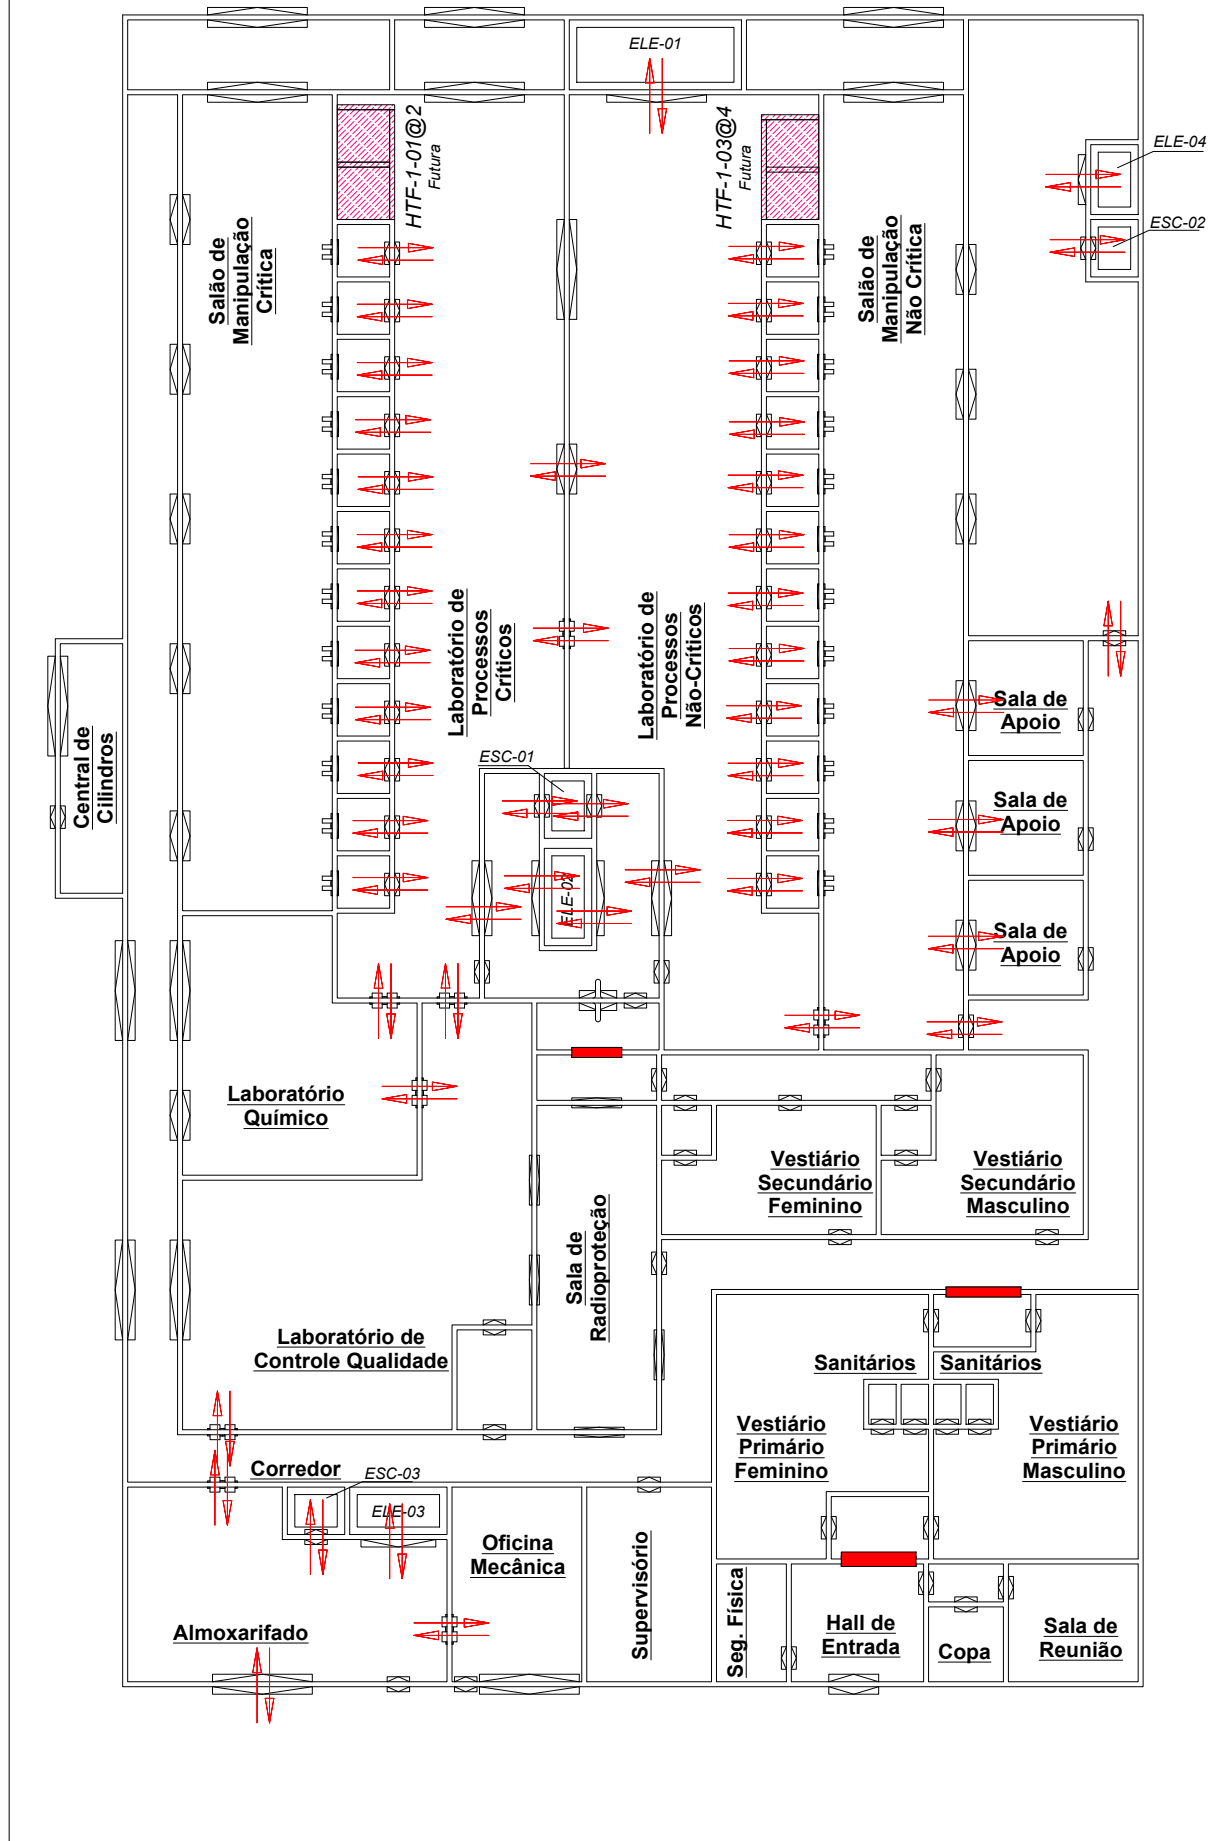 ELE-01
HTF-1-01@2
Futura
HTF-1-03@4
Futura
ELE-04
ESC-02
Salão de
Manipulação
Crítica
Salão de
Manipulação
Não Crítica
Laboratório de
Processos
Críticos
Laboratório de
Processos
Não-Críticos
Central de
Cilindros
Sala de
Apoio
ESC-01
Sala de
Apoio
ELE-02
Sala de
Apoio
Laboratório
Químico
Vestiário
Secundário
Feminino
Vestiário
Secundário
Masculino
Sala de
Radioproteção
Laboratório de
Controle Qualidade
Sanitários
Sanitários
Vestiário
Primário
Feminino
Vestiário
Primário
Masculino
Corredor
ESC-03
ELE-03
Oficina
Mecânica
Supervisório
Almoxarifado
Seg. Física
Hall de
Entrada
Copa
Sala de
Reunião